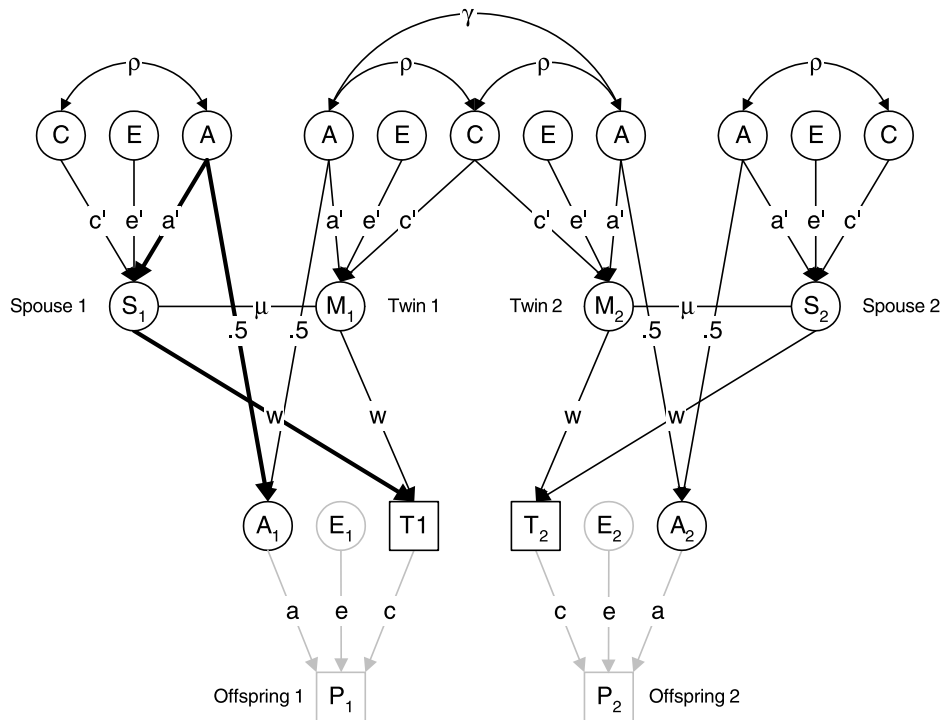 γ
ρ ρ ρ ρ
C E A A E C E A A E C
c' e' a' a' e' c' c' e' a' a' e' c'
Spouse 1 S1 μ M1 Twin 1 Twin 2 M2 μ S2 Spouse 2
.5 .5 .5 .5
w w w w
A1 E1 T1 T2 E2 A2
a e c c e a
Offspring 1 P1 P2 Offspring 2